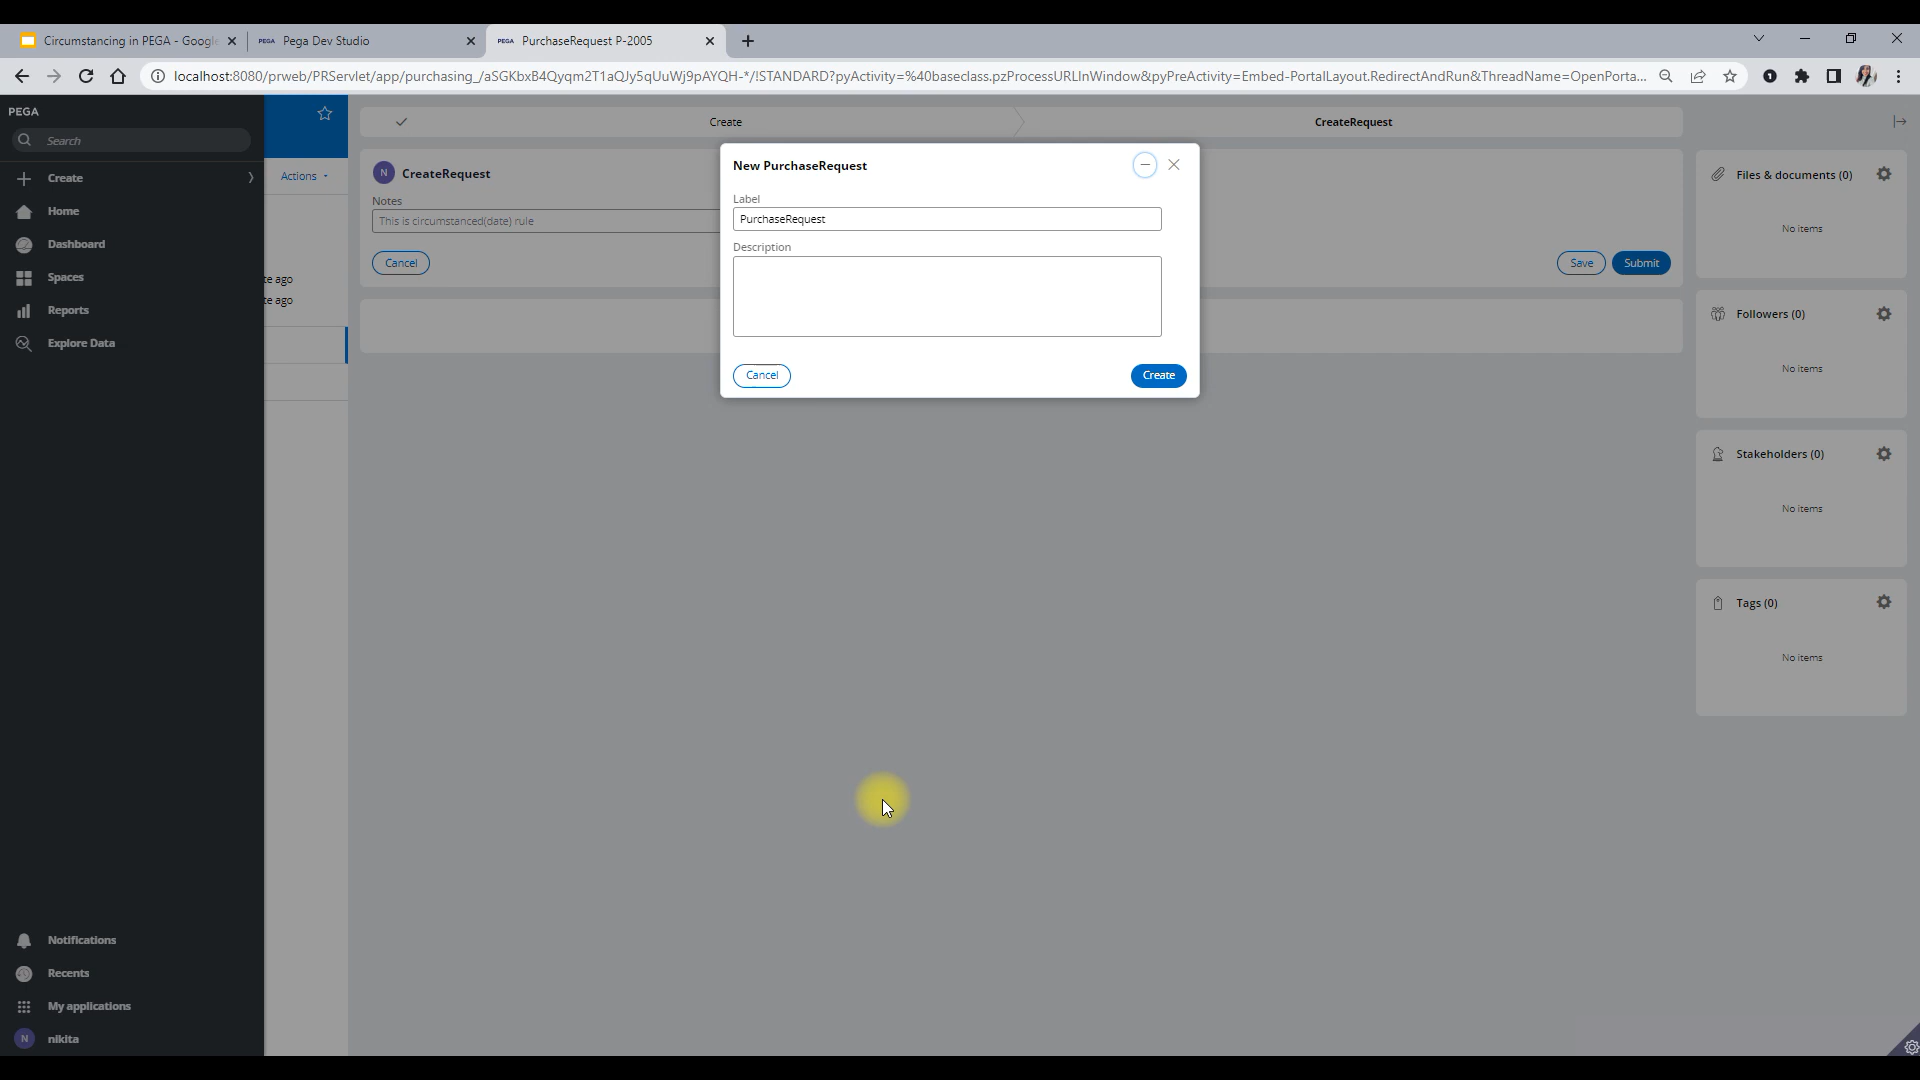 Circumstancing in PEGA - Google
Pega Dev Studio
PurchaseRequest P-2005
localhost:8080/prweb/PRServlet/app/purchasing_/aSGKbxB4Qyqm2T1aQJy5qUuWj9pAYQH-*/!STANDARD?pyActivity=%40baseclass.pzProcessURLInWindow&pyPreActivity=Embed-PortalLayout.RedirectAndRun&ThreadName=OpenPorta...
PEGA
Search
Create
Home
Dashboard
Spaces
Reports
Explore Data
Notifications
Recents
My applications
N nikita
Actions
te ago
te ago
Create
CreateRequest
N CreateRequest
Notes
This is circumstanced(date) rule
Cancel
Save
Submit
New PurchaseRequest
Label
PurchaseRequest
Description
Cancel
Create
Files & documents (0)
No items
Followers (0)
No items
Stakeholders (0)
No items
Tags (0)
No items